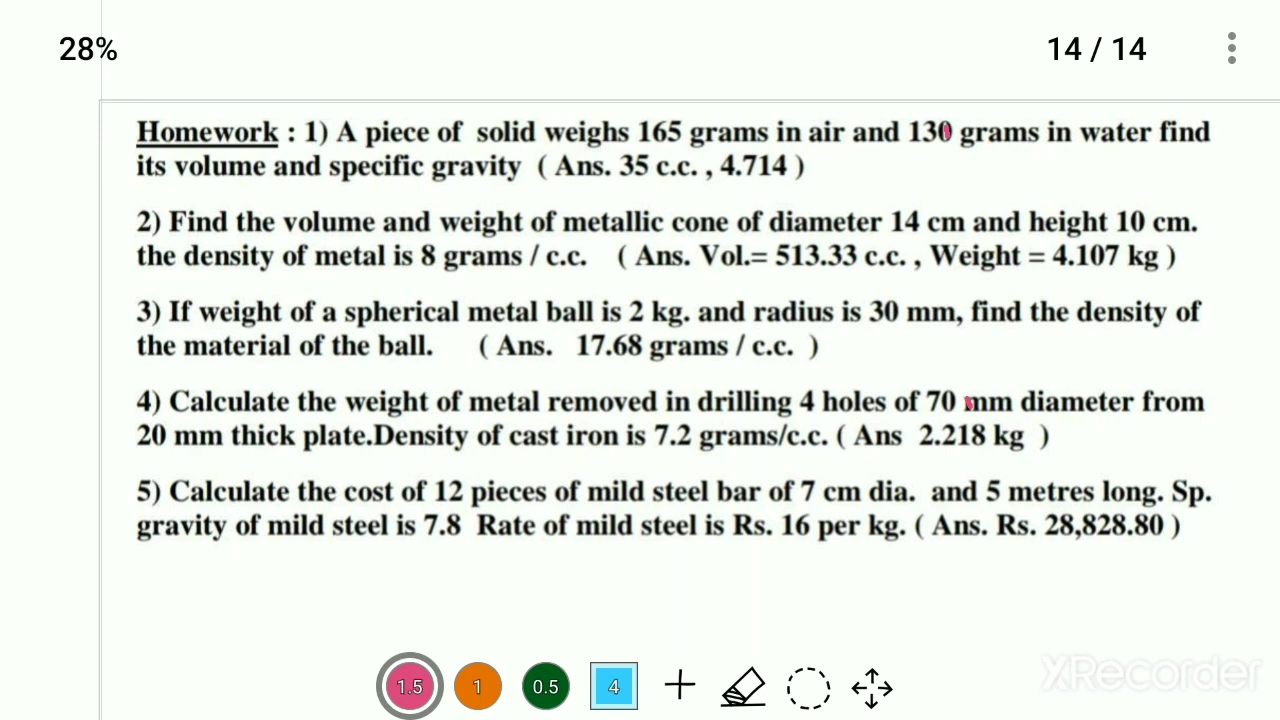 28%
14 / 14
Homework : 1) A piece of solid weighs 165 grams in air and 130 grams in water find
its volume and specific gravity ( Ans. 35 c.c. , 4.714 )
2) Find the volume and weight of metallic cone of diameter 14 cm and height 10 cm.
the density of metal is 8 grams / c.c. ( Ans. Vol.= 513.33 c.c. , Weight = 4.107 kg )
3) If weight of a spherical metal ball is 2 kg. and radius is 30 mm, find the density of
the material of the ball. ( Ans. 17.68 grams / c.c. )
4) Calculate the weight of metal removed in drilling 4 holes of 70 mm diameter from
20 mm thick plate.Density of cast iron is 7.2 grams/c.c. ( Ans 2.218 kg )
5) Calculate the cost of 12 pieces of mild steel bar of 7 cm dia. and 5 metres long. Sp.
gravity of mild steel is 7.8 Rate of mild steel is Rs. 16 per kg. ( Ans. Rs. 28,828.80 )
1.5 1 0.5 4
XRecorder